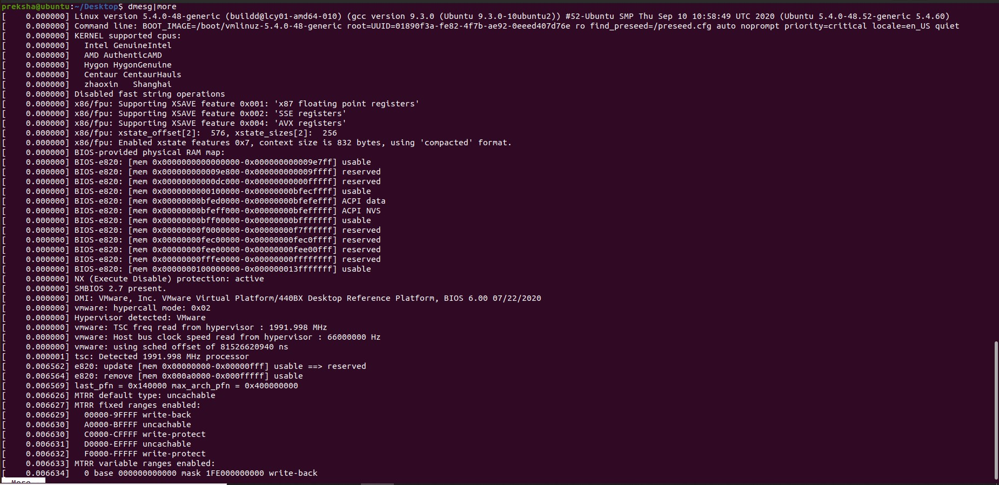 preksha@ubuntu:~/Desktop$ dmesg|more
[    0.000000] Linux version 5.4.0-48-generic (buildd@lcy01-amd64-010) (gcc version 9.3.0 (Ubuntu 9.3.0-10ubuntu2)) #52-Ubuntu SMP Thu Sep 10 10:58:49 UTC 2020 (Ubuntu 5.4.0-48.52-generic 5.4.60)
[    0.000000] Command line: BOOT_IMAGE=/boot/vmlinuz-5.4.0-48-generic root=UUID=01890f3a-fe82-4f7b-ae92-0eeed407d76e ro find_preseed=/preseed.cfg auto noprompt priority=critical locale=en_US quiet
[    0.000000] KERNEL supported cpus:
[    0.000000]   Intel GenuineIntel
[    0.000000]   AMD AuthenticAMD
[    0.000000]   Hygon HygonGenuine
[    0.000000]   Centaur CentaurHauls
[    0.000000]   zhaoxin   Shanghai
[    0.000000] Disabled fast string operations
[    0.000000] x86/fpu: Supporting XSAVE feature 0x001: 'x87 floating point registers'
[    0.000000] x86/fpu: Supporting XSAVE feature 0x002: 'SSE registers'
[    0.000000] x86/fpu: Supporting XSAVE feature 0x004: 'AVX registers'
[    0.000000] x86/fpu: xstate_offset[2]:  576, xstate_sizes[2]:  256
[    0.000000] x86/fpu: Enabled xstate features 0x7, context size is 832 bytes, using 'compacted' format.
[    0.000000] BIOS-provided physical RAM map:
[    0.000000] BIOS-e820: [mem 0x0000000000000000-0x000000000009e7ff] usable
[    0.000000] BIOS-e820: [mem 0x000000000009e800-0x000000000009ffff] reserved
[    0.000000] BIOS-e820: [mem 0x00000000000dc000-0x00000000000fffff] reserved
[    0.000000] BIOS-e820: [mem 0x0000000000100000-0x00000000bfecffff] usable
[    0.000000] BIOS-e820: [mem 0x00000000bfed0000-0x00000000bfefefff] ACPI data
[    0.000000] BIOS-e820: [mem 0x00000000bfeff000-0x00000000bfefffff] ACPI NVS
[    0.000000] BIOS-e820: [mem 0x00000000bff00000-0x00000000bfffffff] usable
[    0.000000] BIOS-e820: [mem 0x00000000f0000000-0x00000000f7ffffff] reserved
[    0.000000] BIOS-e820: [mem 0x00000000fec00000-0x00000000fec0ffff] reserved
[    0.000000] BIOS-e820: [mem 0x00000000fee00000-0x00000000fee00fff] reserved
[    0.000000] BIOS-e820: [mem 0x00000000fffe0000-0x00000000ffffffff] reserved
[    0.000000] BIOS-e820: [mem 0x0000000100000000-0x000000013fffffff] usable
[    0.000000] NX (Execute Disable) protection: active
[    0.000000] SMBIOS 2.7 present.
[    0.000000] DMI: VMware, Inc. VMware Virtual Platform/440BX Desktop Reference Platform, BIOS 6.00 07/22/2020
[    0.000000] vmware: hypercall mode: 0x02
[    0.000000] Hypervisor detected: VMware
[    0.000000] vmware: TSC freq read from hypervisor : 1991.998 MHz
[    0.000000] vmware: Host bus clock speed read from hypervisor : 66000000 Hz
[    0.000000] vmware: using sched offset of 81526620940 ns
[    0.000001] tsc: Detected 1991.998 MHz processor
[    0.006562] e820: update [mem 0x00000000-0x00000fff] usable ==> reserved
[    0.006564] e820: remove [mem 0x000a0000-0x000fffff] usable
[    0.006569] last_pfn = 0x140000 max_arch_pfn = 0x400000000
[    0.006626] MTRR default type: uncachable
[    0.006627] MTRR fixed ranges enabled:
[    0.006629]   00000-9FFFF write-back
[    0.006630]   A0000-BFFFF uncachable
[    0.006630]   C0000-CFFFF write-protect
[    0.006631]   D0000-EFFFF uncachable
[    0.006632]   F0000-FFFFF write-protect
[    0.006633] MTRR variable ranges enabled:
[    0.006634]   0 base 000000000000 mask 1FE000000000 write-back
--More--